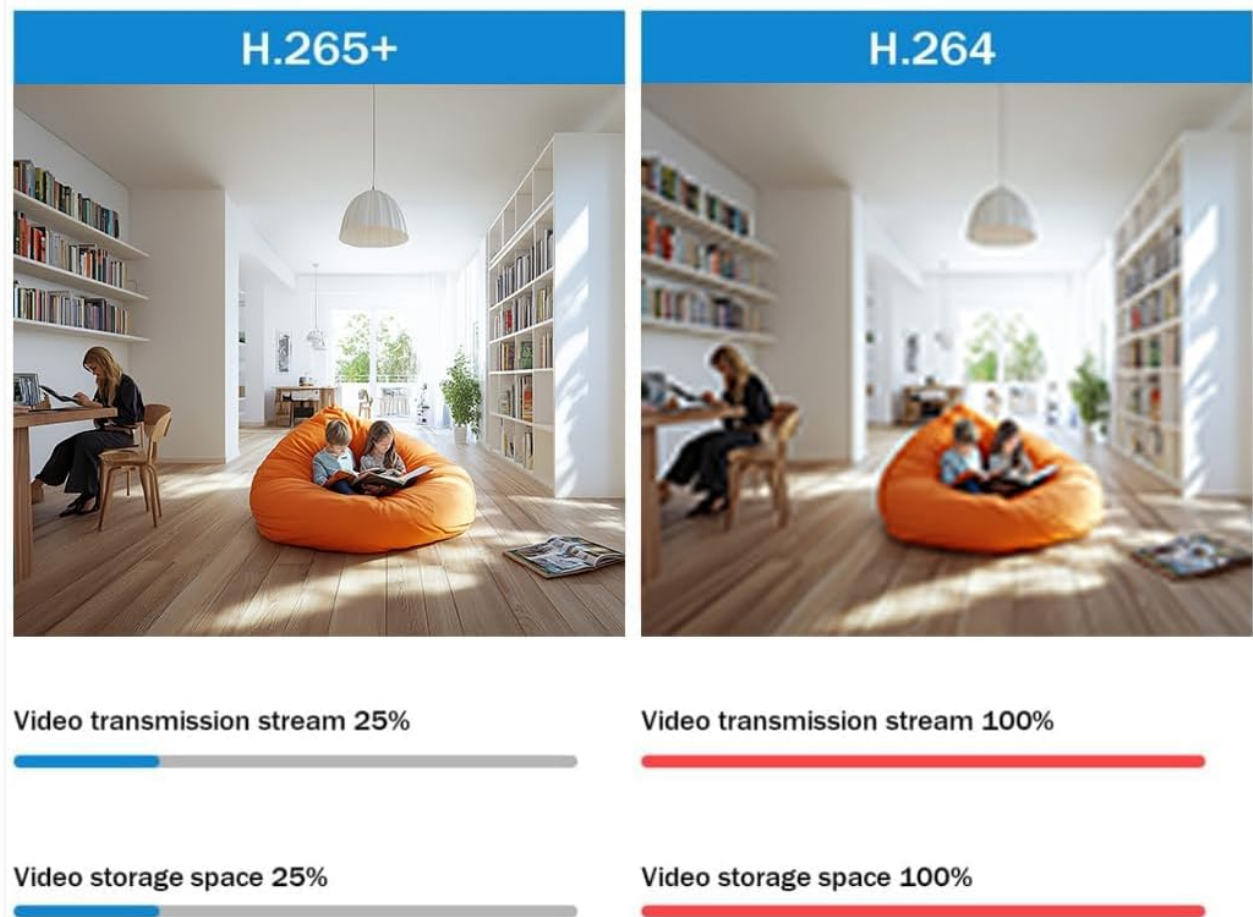 H.265+
H.264
Video transmission stream 25%
Video transmission stream 100%
Video storage space 25%
Video storage space 100%